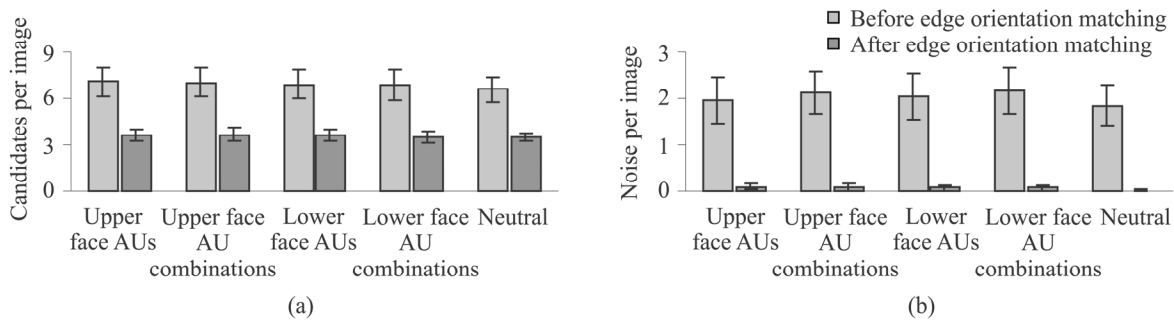 Before edge orientation matching
After edge orientation matching
Candidates per image
9
6
3
0
Upper
face AUs
Upper face
AU
combinations
Lower
face AUs
Lower face
AU
combinations
Neutral
(a)
Noise per image
3
2
1
0
Upper
face AUs
Upper face
AU
combinations
Lower
face AUs
Lower face
AU
combinations
Neutral
(b)